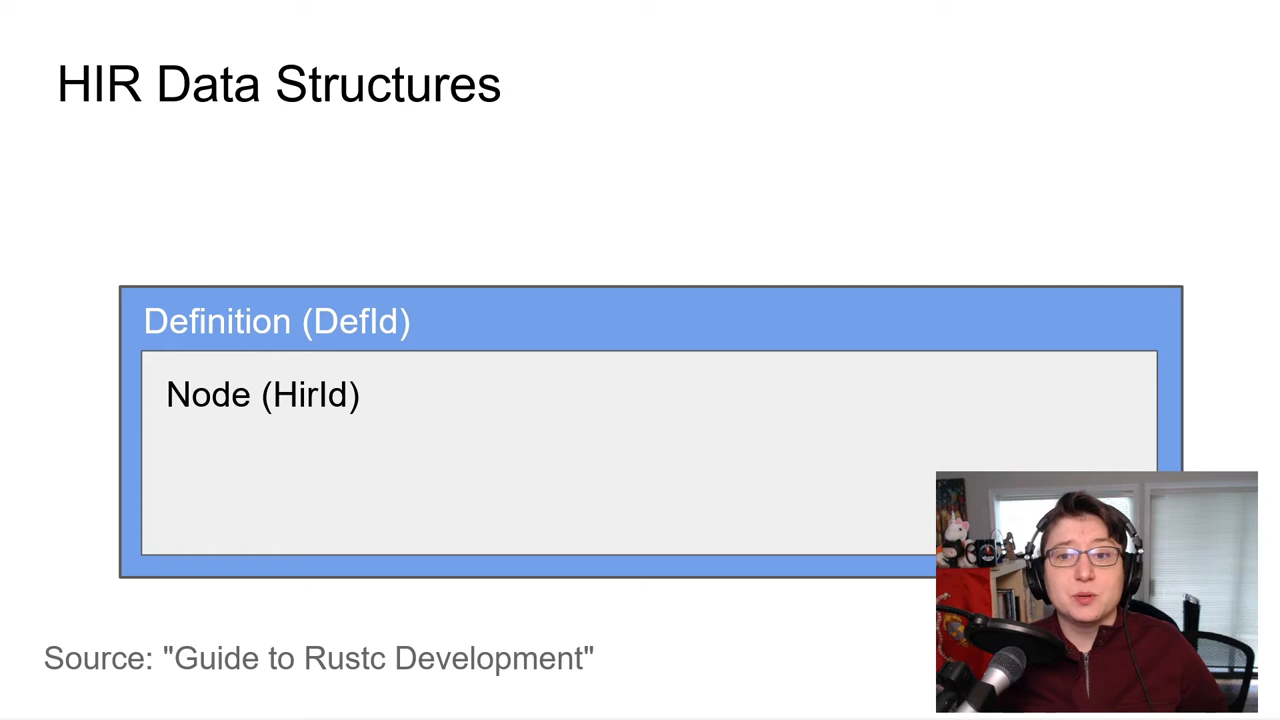 HIR Data Structures
Definition (DefId)
Node (HirId)
Source: "Guide to Rustc Development"